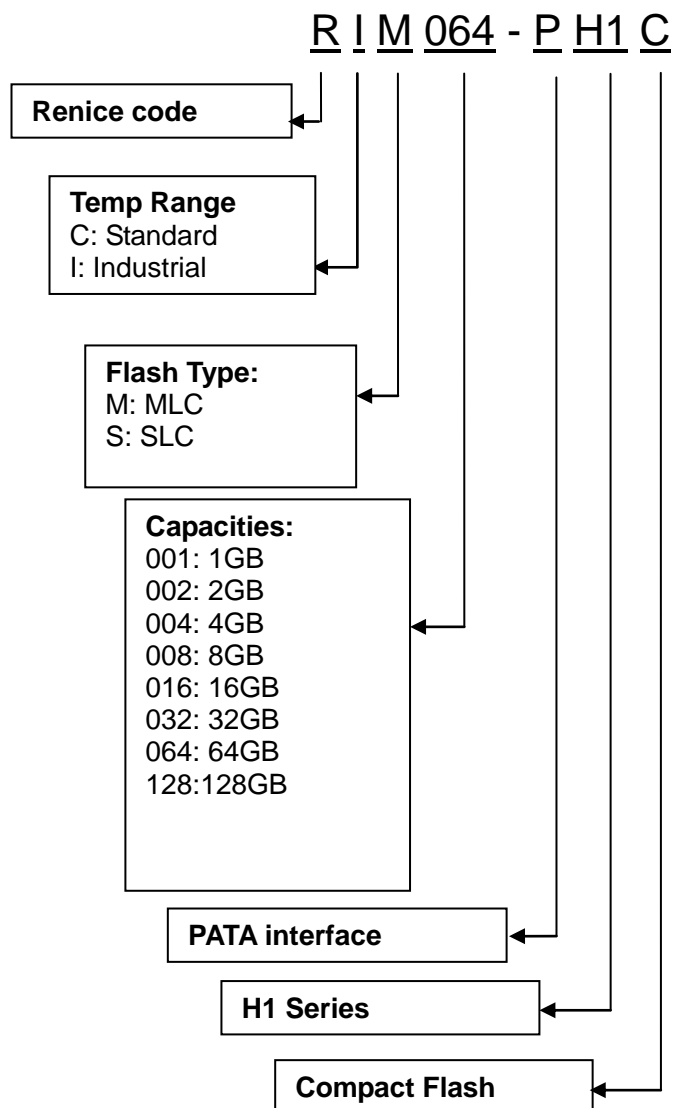 R I M 064 - P H1 C
Renice code
Temp Range
C: Standard
I: Industrial
Flash Type:
M: MLC
S: SLC
Capacities:
001: 1GB
002: 2GB
004: 4GB
008: 8GB
016: 16GB
032: 32GB
064: 64GB
128:128GB
PATA interface
H1 Series
Compact Flash